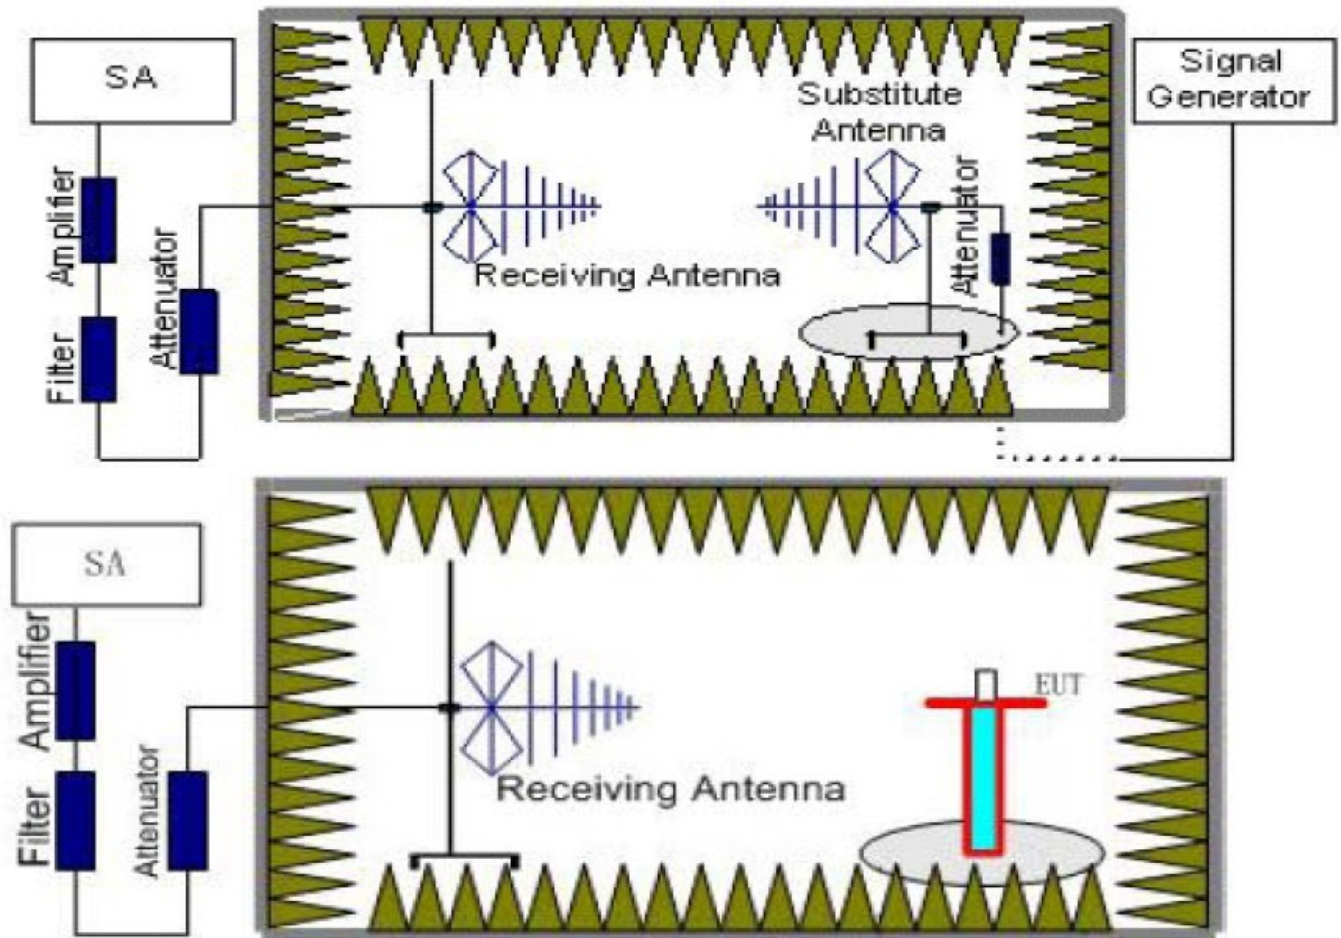 SA
Signal
Generator
Substitute
Antenna
Amplifier
Attenuator
Attenuator
Receiving Antenna
Filter
SA
Amplifier
EUT
Receiving Antenna
Attenuator
Filter